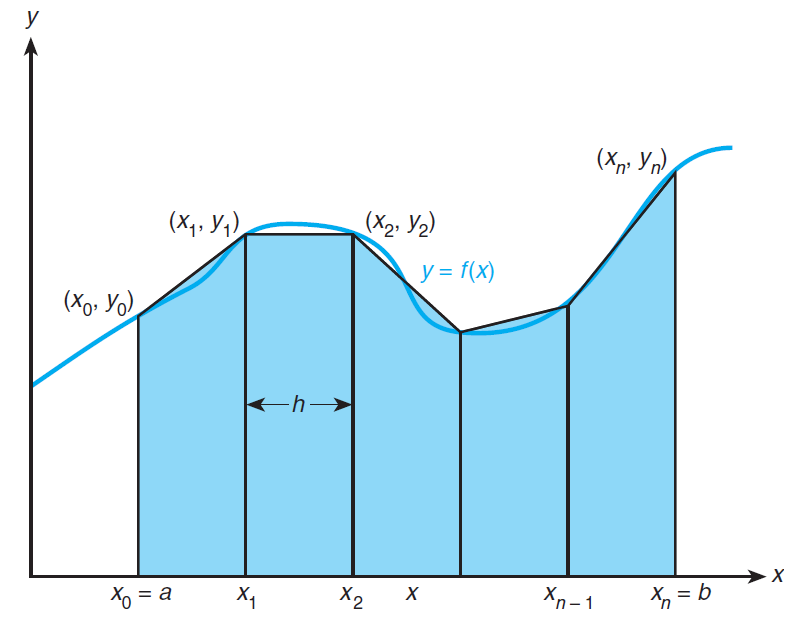 y
(xₙ, yₙ)
(x₁, y₁)
(x₂, y₂)
y = f(x)
(x₀, y₀)
h
x
x₀ = a
x₁
x₂
x
xₙ₋₁
xₙ = b